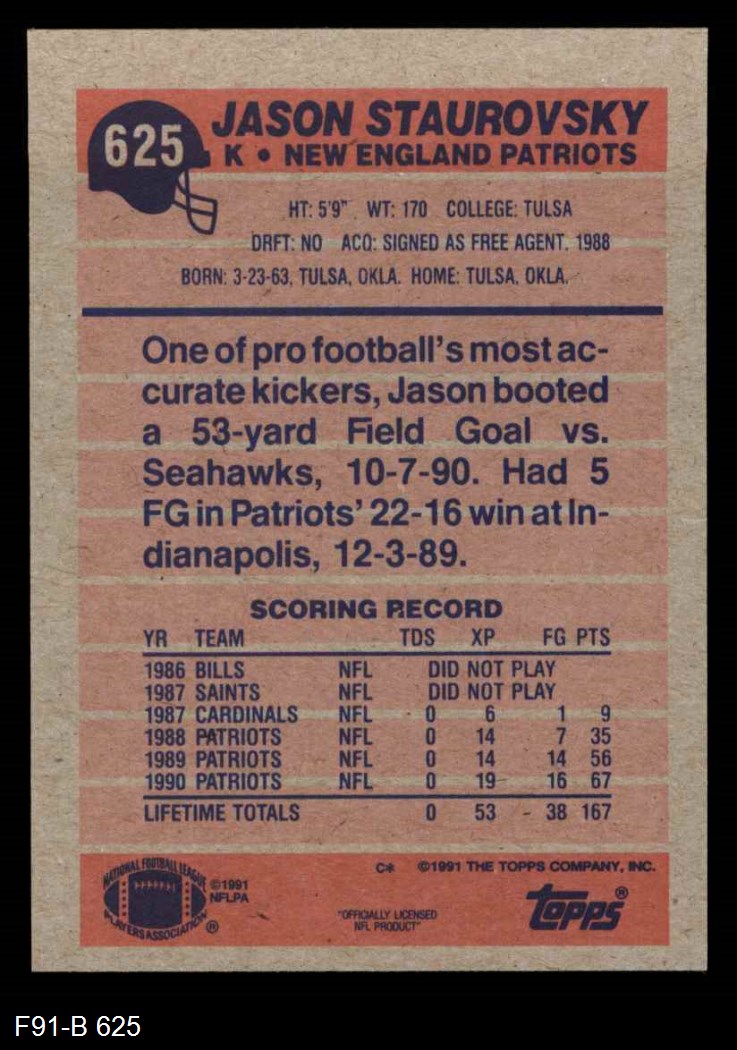 625
JASON STAUROVSKY
K • NEW ENGLAND PATRIOTS
HT: 5'9" WT: 170 COLLEGE: TULSA
DRFT: NO ACQ: SIGNED AS FREE AGENT, 1988
BORN: 3-23-63, TULSA, OKLA. HOME: TULSA, OKLA.
One of pro football's most ac-
curate kickers, Jason booted
a 53-yard Field Goal vs.
Seahawks, 10-7-90. Had 5
FG in Patriots' 22-16 win at In-
dianapolis, 12-3-89.
SCORING RECORD
YR TEAM TDS XP FG PTS
1986 BILLS NFL DID NOT PLAY
1987 SAINTS NFL DID NOT PLAY
1987 CARDINALS NFL 0 6 1 9
1988 PATRIOTS NFL 0 14 7 35
1989 PATRIOTS NFL 0 14 14 56
1990 PATRIOTS NFL 0 19 16 67
LIFETIME TOTALS 0 53 38 167
C* ©1991 THE TOPPS COMPANY, INC.
NATIONAL FOOTBALL LEAGUE
PLAYERS ASSOCIATION ®
©1991
NFLPA
"OFFICIALLY LICENSED
NFL PRODUCT"
topps®
F91-B 625